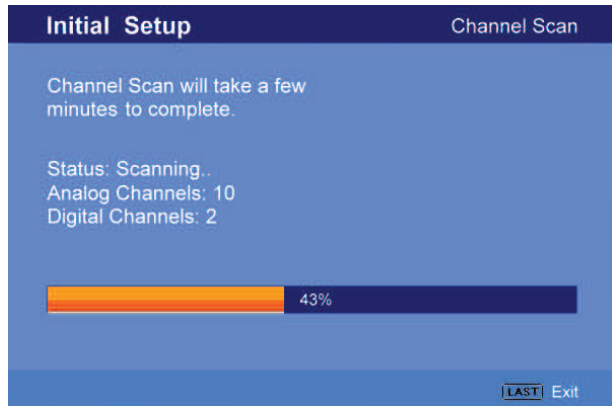 Initial Setup
Channel Scan
Channel Scan will take a few
minutes to complete.
Status: Scanning..
Analog Channels: 10
Digital Channels: 2
43%
LAST Exit